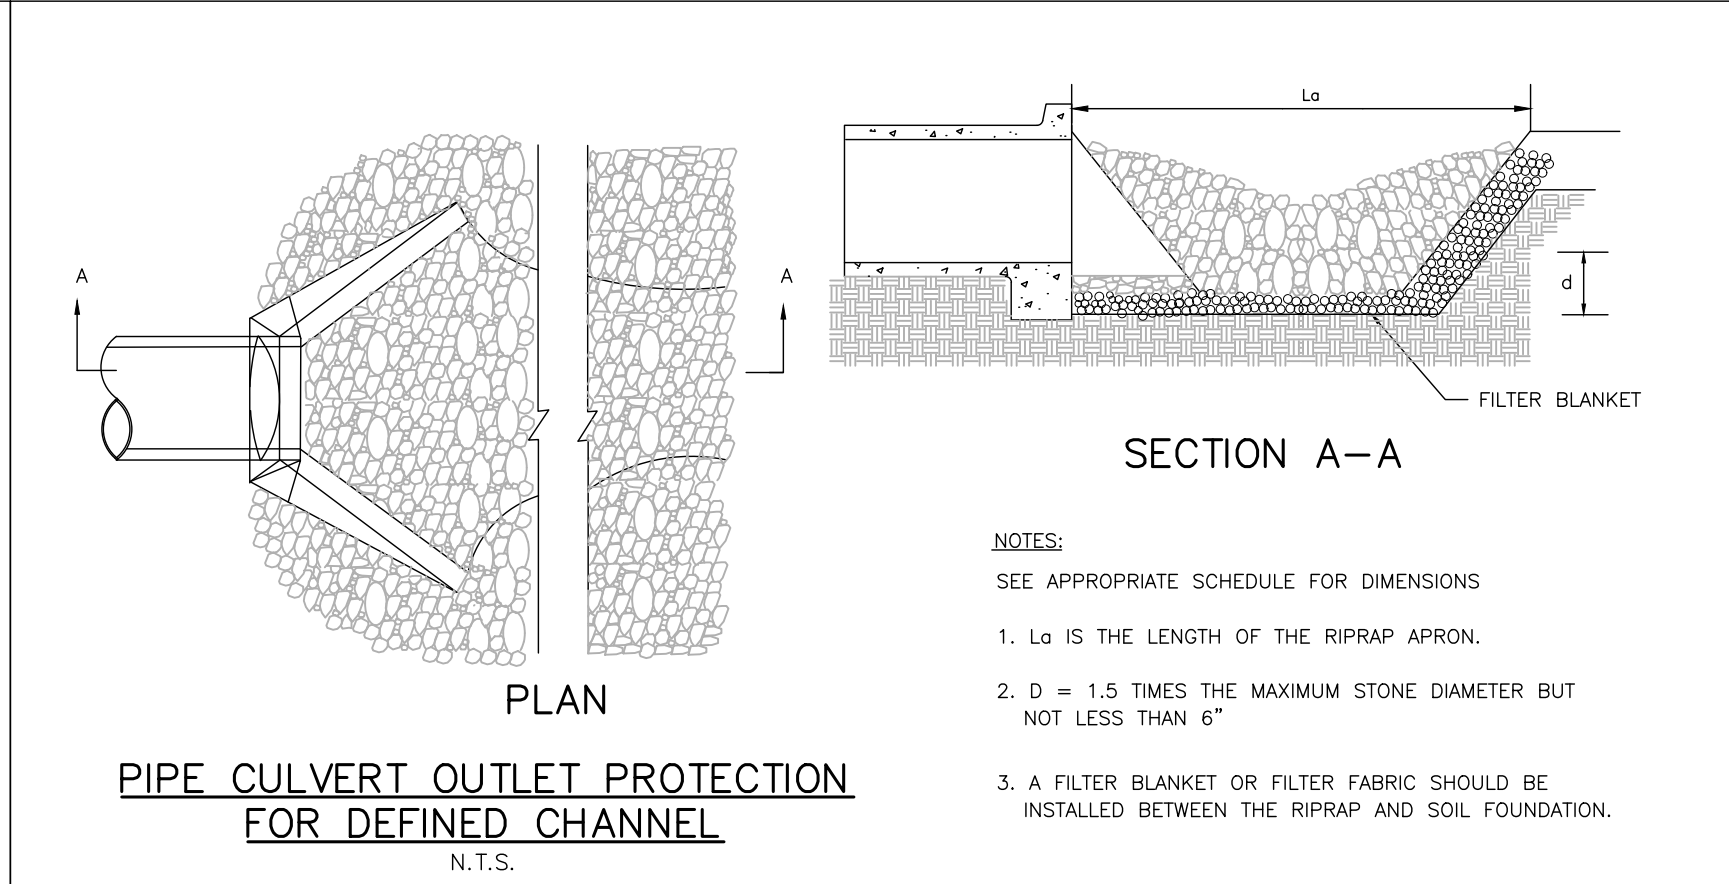 A
A
PLAN
PIPE CULVERT OUTLET PROTECTION
FOR DEFINED CHANNEL
N.T.S.
La
d
FILTER BLANKET
SECTION A-A
NOTES:
SEE APPROPRIATE SCHEDULE FOR DIMENSIONS
1. La IS THE LENGTH OF THE RIPRAP APRON.
2. D = 1.5 TIMES THE MAXIMUM STONE DIAMETER BUT
NOT LESS THAN 6"
3. A FILTER BLANKET OR FILTER FABRIC SHOULD BE
INSTALLED BETWEEN THE RIPRAP AND SOIL FOUNDATION.